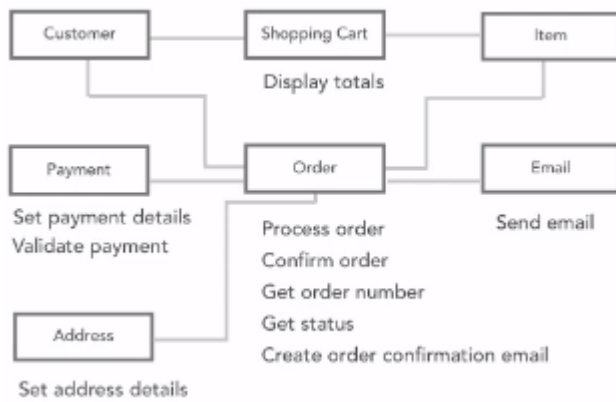 Customer
Shopping Cart
Item
Display totals
Payment
Order
Email
Set payment details
Validate payment
Process order
Confirm order
Get order number
Get status
Create order confirmation email
Send email
Address
Set address details